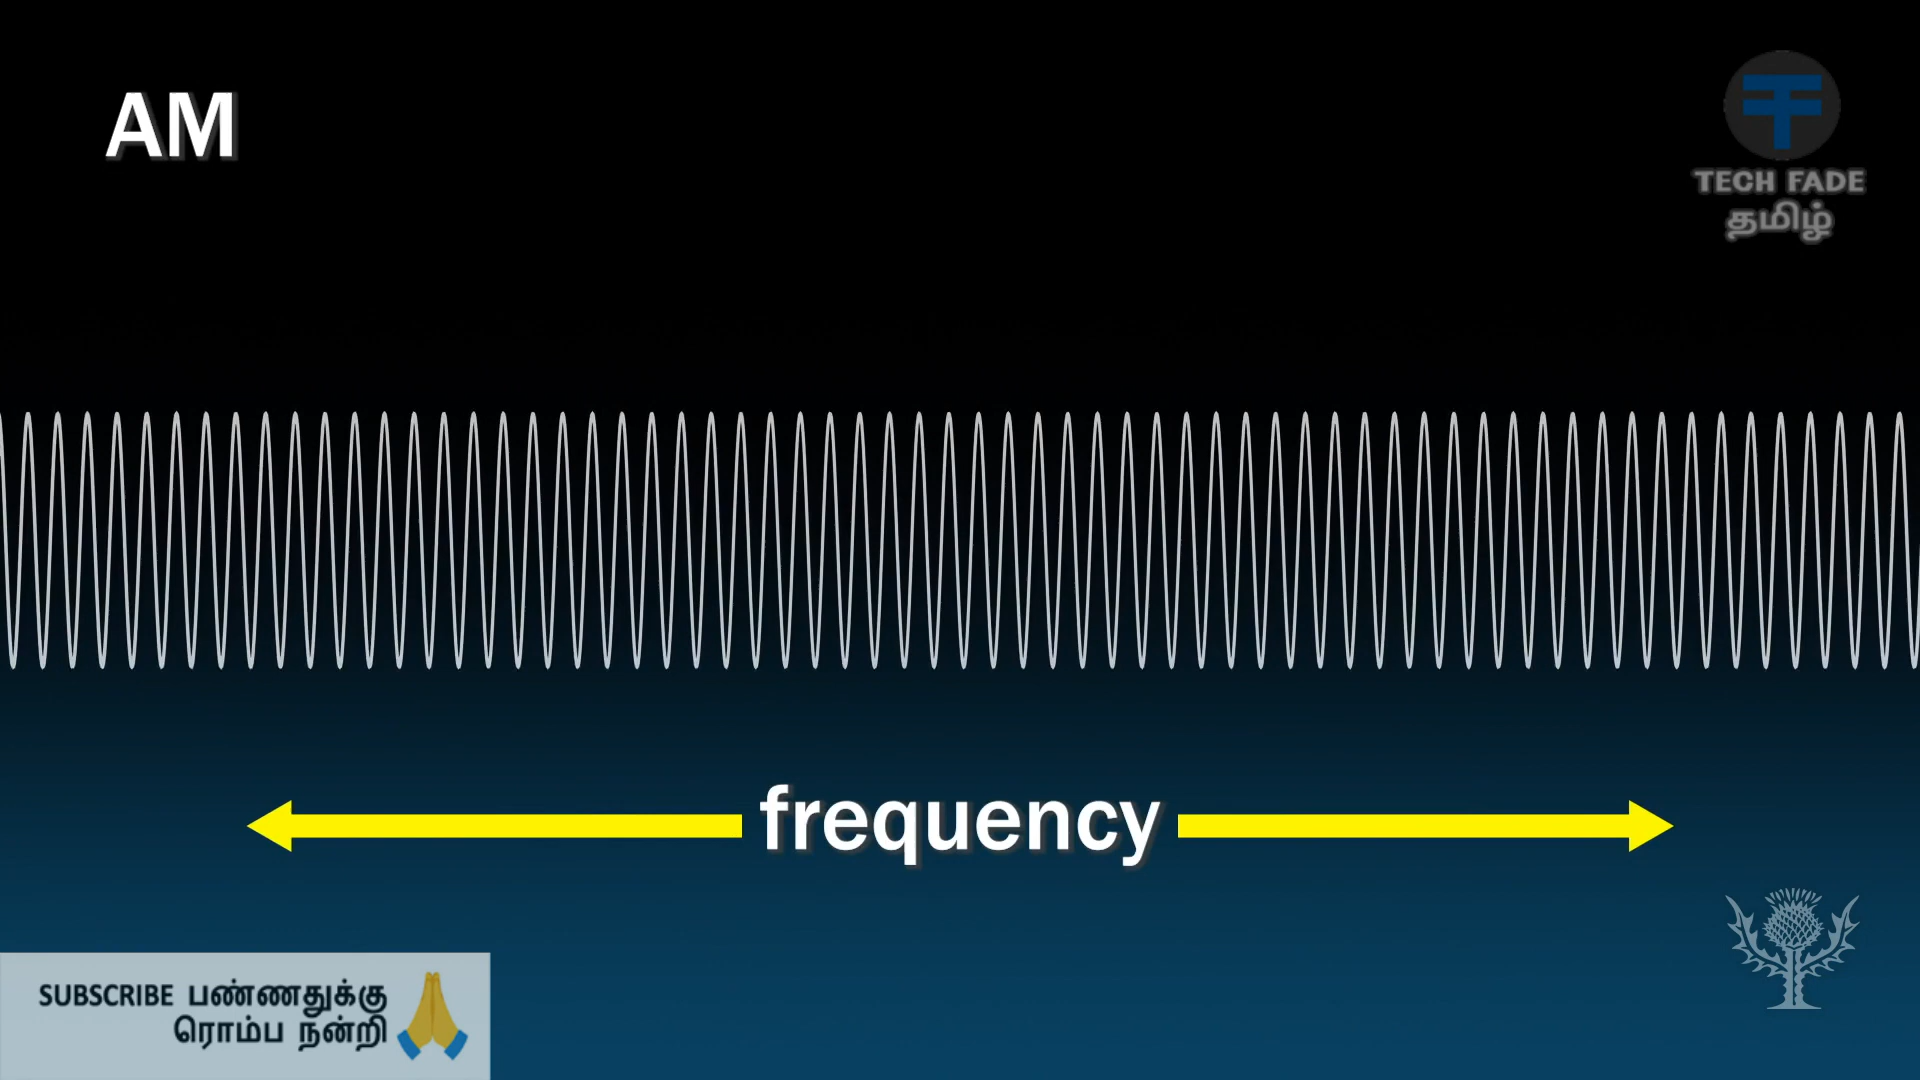 AM
TECH FADE
தமிழ்
frequency
SUBSCRIBE பண்ணதுக்கு
ரொம்ப நன்றி